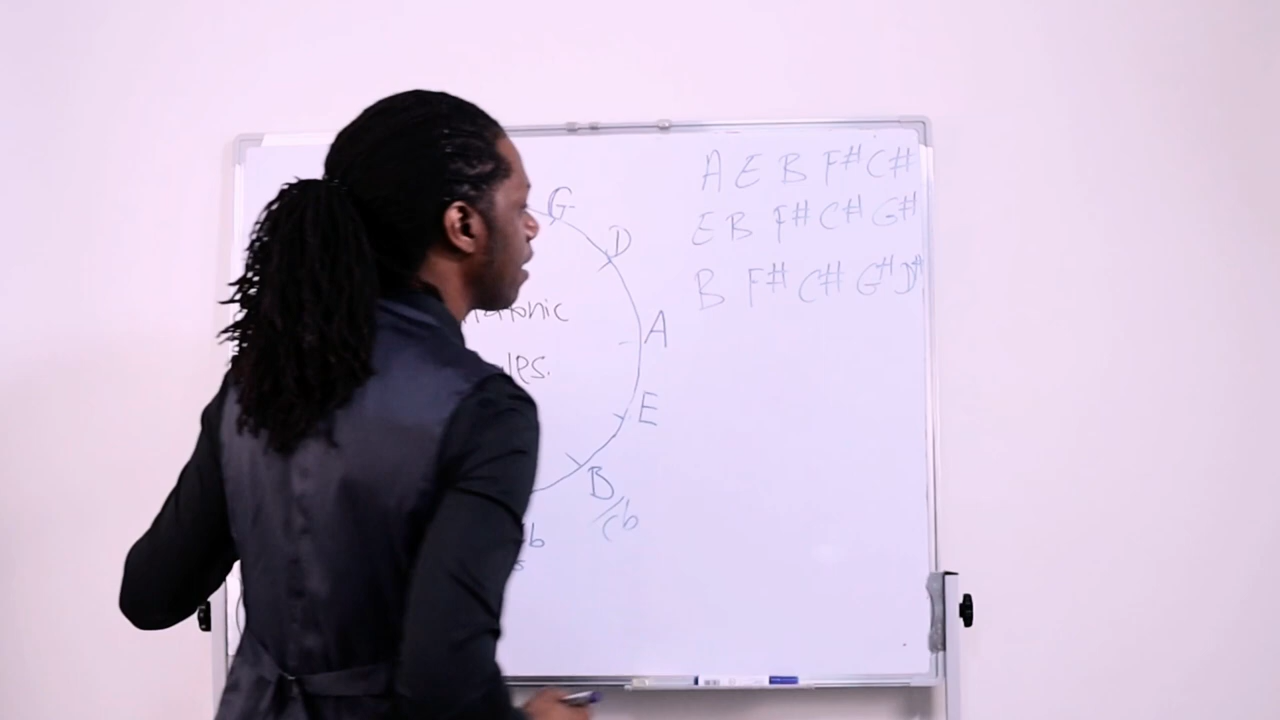 A E B F# C#
E B F# C# G#
B F# C# G# D#
G
D
A
E
B
/Cb